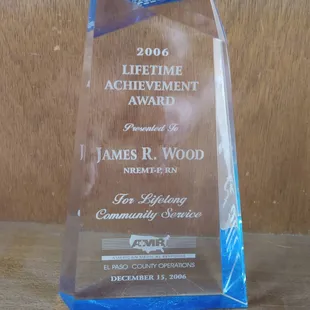 2006
LIFETIME
ACHIEVEMENT
AWARD
Presented To
JAMES R. WOOD
NREMT-P, RN
For Lifelong
Community Service
AMR
EL PASO COUNTY OPERATIONS
DECEMBER 15, 2006